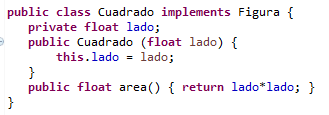 public class Cuadrado implements Figura {
    private float lado;
    public Cuadrado (float lado) {
        this.lado = lado;
    }
    public float area() { return lado*lado; }
}